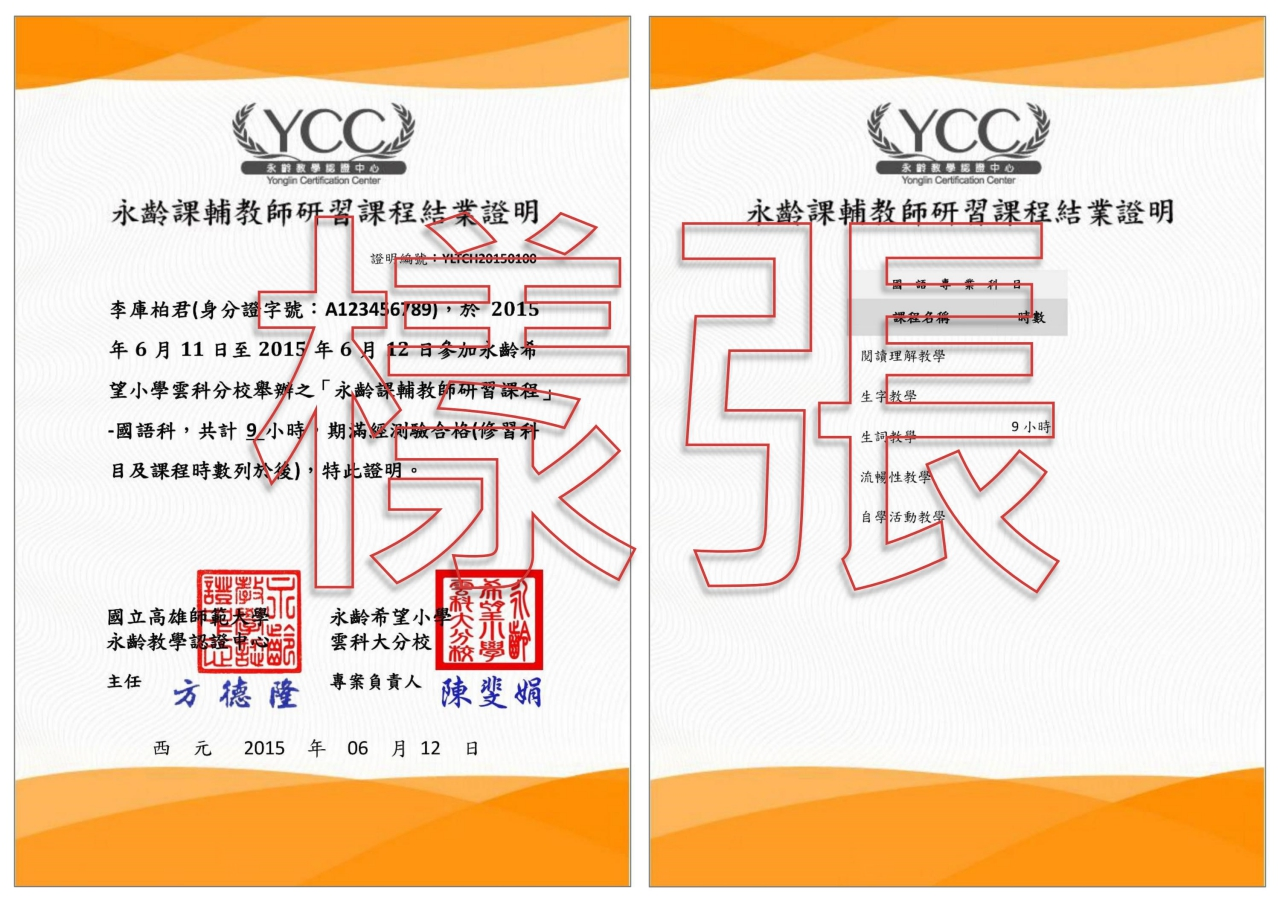 YCC
永齡教學認證中心
Yonglin Certification Center
永齡課輔教師研習課程結業證明
證明編號：YLTCH20150100
李庫柏君(身分證字號：A123456789)，於 2015
年 6 月 11 日至 2015 年 6 月 12 日參加永齡希
望小學雲科分校舉辦之「永齡課輔教師研習課程」
-國語科，共計 9 小時，期滿經測驗合格(修習科
目及課程時數列於後)，特此證明。
國立高雄師範大學
永齡教學認證中心
主任 方德隆
永齡希望小學
雲科大分校
專案負責人 陳斐娟
永齡希望小學雲科大分校
西元 2015 年 06 月 12 日
YCC
永齡教學認證中心
Yonglin Certification Center
永齡課輔教師研習課程結業證明
國語專業科目
課程名稱 時數
閱讀理解教學
生字教學
生詞教學
9 小時
流暢性教學
自學活動教學
樣張